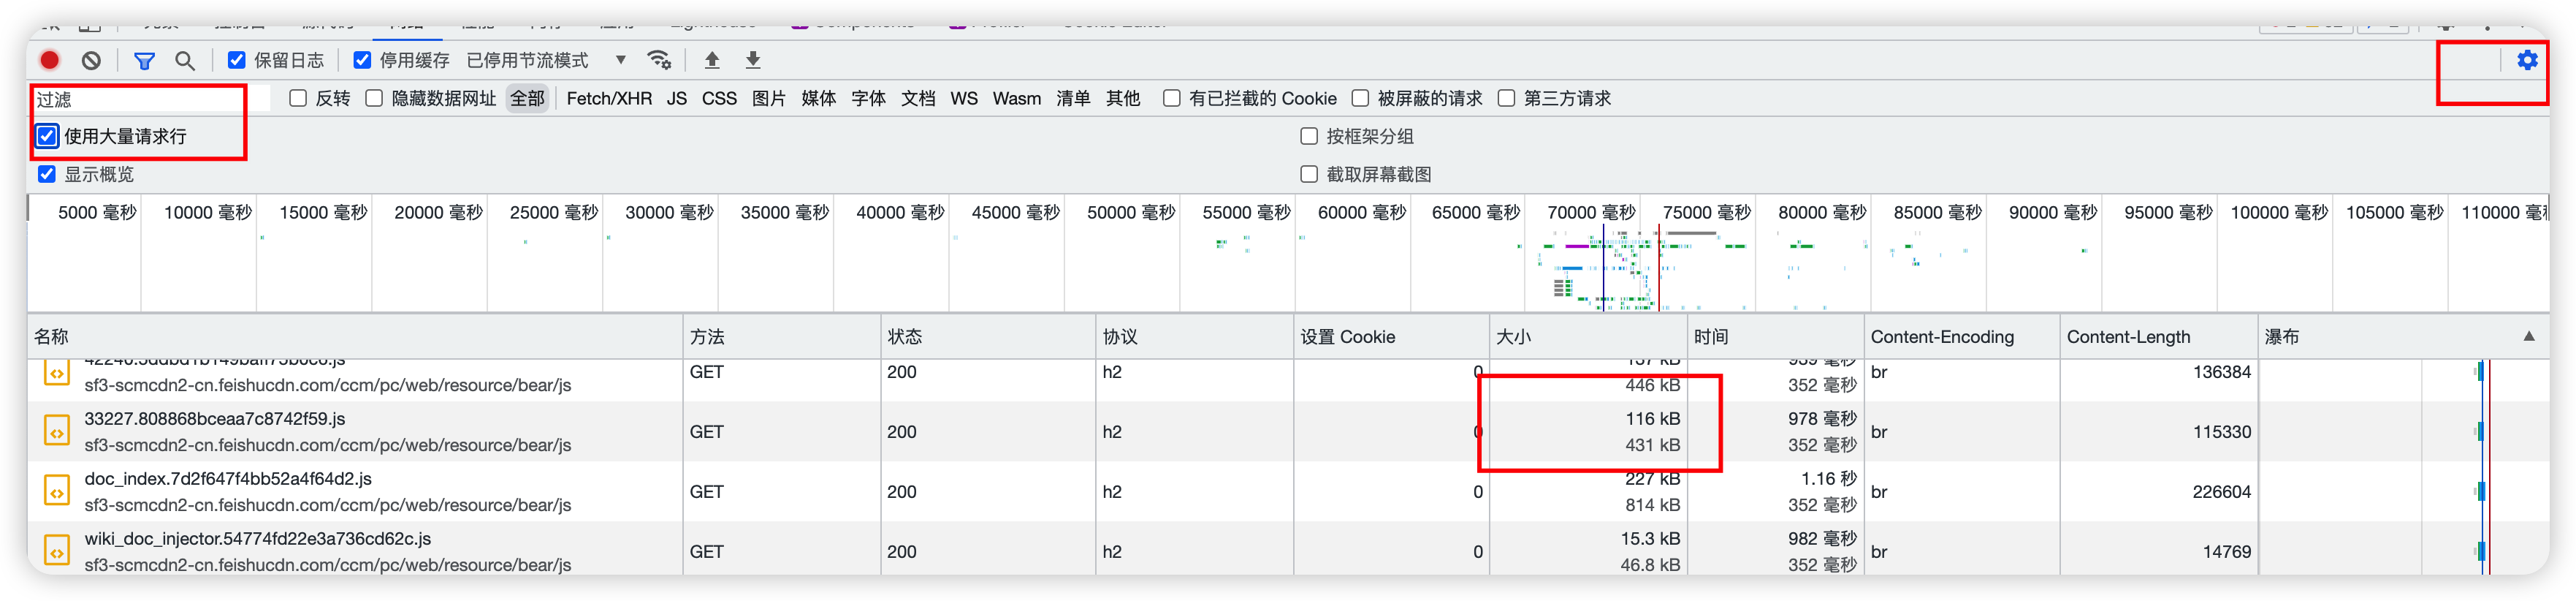 保留日志 停用缓存 已停用节流模式
过滤 反转 隐藏数据网址 全部 Fetch/XHR JS CSS 图片 媒体 字体 文档 WS Wasm 清单 其他 有已拦截的 Cookie 被屏蔽的请求 第三方请求
使用大量请求行 按框架分组
显示概览 截取屏幕截图
5000 毫秒 10000 毫秒 15000 毫秒 20000 毫秒 25000 毫秒 30000 毫秒 35000 毫秒 40000 毫秒 45000 毫秒 50000 毫秒 55000 毫秒 60000 毫秒 65000 毫秒 70000 毫秒 75000 毫秒 80000 毫秒 85000 毫秒 90000 毫秒 95000 毫秒 100000 毫秒 105000 毫秒 110000 毫
名称 方法 状态 协议 设置 Cookie 大小 时间 Content-Encoding Content-Length 瀑布
GET 200 h2 0 br 136384
sf3-scmcdn2-cn.feishucdn.com/ccm/pc/web/resource/bear/js 446 kB 352 毫秒
33227.808868bceaa7c8742f59.js 116 kB 978 毫秒
GET 200 h2 0 br 115330
sf3-scmcdn2-cn.feishucdn.com/ccm/pc/web/resource/bear/js 431 kB 352 毫秒
doc_index.7d2f647f4bb52a4f64d2.js 227 kB 1.16 秒
GET 200 h2 0 br 226604
sf3-scmcdn2-cn.feishucdn.com/ccm/pc/web/resource/bear/js 814 kB 352 毫秒
wiki_doc_injector.54774fd22e3a736cd62c.js 15.3 kB 982 毫秒
GET 200 h2 0 br 14769
sf3-scmcdn2-cn.feishucdn.com/ccm/pc/web/resource/bear/js 46.8 kB 352 毫秒